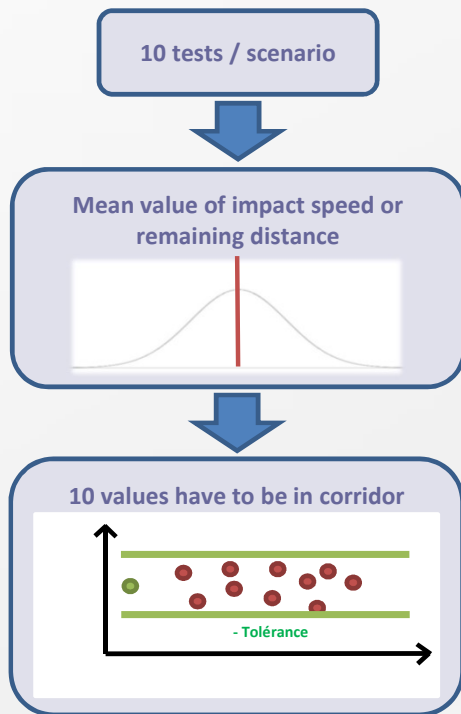 10 tests / scenario
Mean value of impact speed or
remaining distance
10 values have to be in corridor
- Tolérance